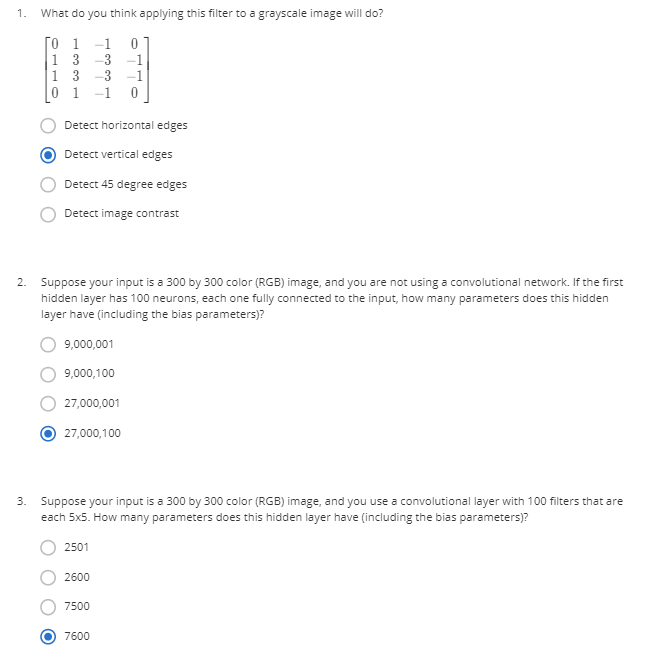 1. What do you think applying this filter to a grayscale image will do?
0 1 −1 0
1 3 −3 −1
1 3 −3 −1
0 1 −1 0
Detect horizontal edges
Detect vertical edges
Detect 45 degree edges
Detect image contrast
2. Suppose your input is a 300 by 300 color (RGB) image, and you are not using a convolutional network. If the first
hidden layer has 100 neurons, each one fully connected to the input, how many parameters does this hidden
layer have (including the bias parameters)?
9,000,001
9,000,100
27,000,001
27,000,100
3. Suppose your input is a 300 by 300 color (RGB) image, and you use a convolutional layer with 100 filters that are
each 5x5. How many parameters does this hidden layer have (including the bias parameters)?
2501
2600
7500
7600